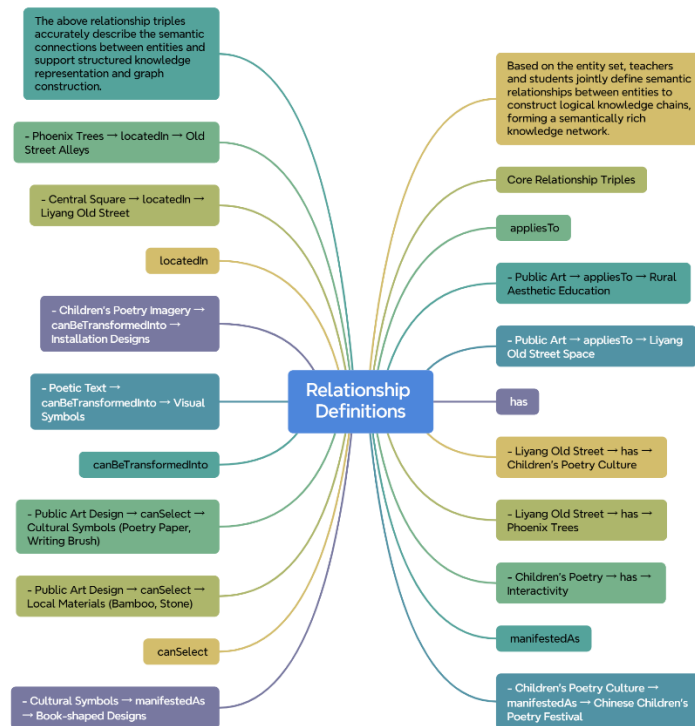 The above relationship triples
accurately describe the semantic
connections between entities and
support structured knowledge
representation and graph
construction.
- Phoenix Trees → locatedIn → Old
Street Alleys
- Central Square → locatedIn →
Liyang Old Street
locatedIn
- Children's Poetry Imagery →
canBeTransformedInto →
Installation Designs
- Poetic Text →
canBeTransformedInto → Visual
Symbols
canBeTransformedInto
- Public Art Design → canSelect →
Cultural Symbols (Poetry Paper,
Writing Brush)
- Public Art Design → canSelect →
Local Materials (Bamboo, Stone)
canSelect
- Cultural Symbols → manifestedAs
→ Book-shaped Designs
Relationship
Definitions
Based on the entity set, teachers
and students jointly define semantic
relationships between entities to
construct logical knowledge chains,
forming a semantically rich
knowledge network.
Core Relationship Triples
appliesTo
- Public Art → appliesTo → Rural
Aesthetic Education
- Public Art → appliesTo → Liyang
Old Street Space
has
- Liyang Old Street → has →
Children's Poetry Culture
- Liyang Old Street → has →
Phoenix Trees
- Children's Poetry → has →
Interactivity
manifestedAs
- Children's Poetry Culture →
manifestedAs → Chinese Children's
Poetry Festival